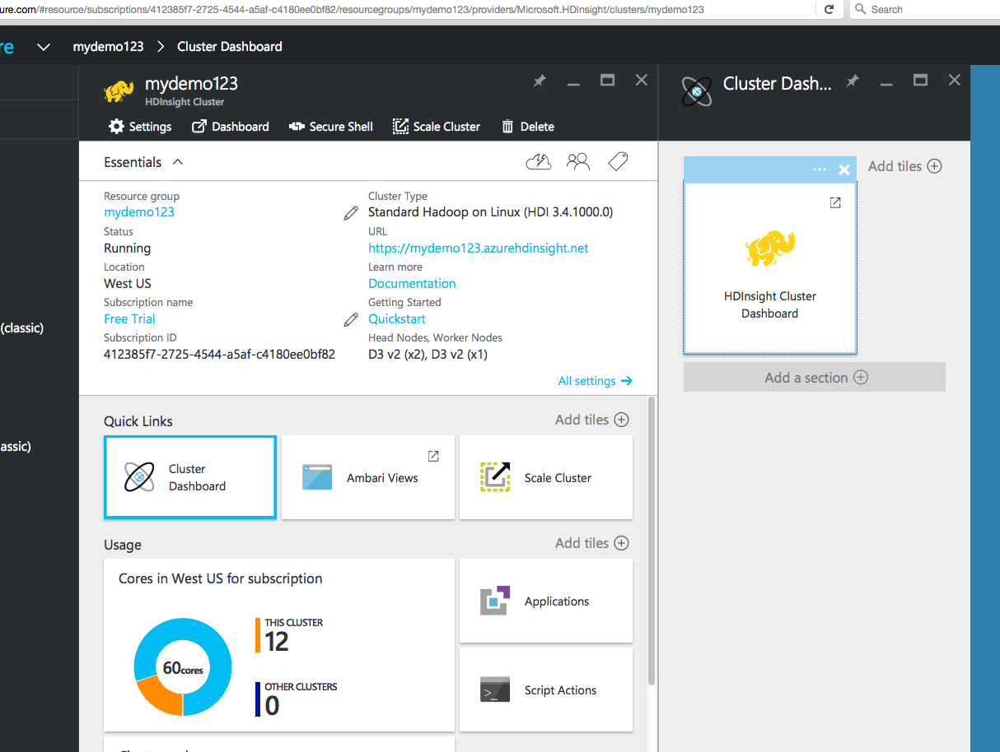 ure.com/#resource/subscriptions/412385f7-2725-4544-a5af-c4180ee0bf82/resourcegroups/mydemo123/providers/Microsoft.HDInsight/clusters/mydemo123
Search
re
mydemo123
Cluster Dashboard
mydemo123
HDInsight Cluster
Settings
Dashboard
Secure Shell
Scale Cluster
Delete
Essentials
Resource group
mydemo123
Status
Running
Location
West US
Subscription name
Free Trial
Subscription ID
412385f7-2725-4544-a5af-c4180ee0bf82
Cluster Type
Standard Hadoop on Linux (HDI 3.4.1000.0)
URL
https://mydemo123.azurehdinsight.net
Learn more
Documentation
Getting Started
Quickstart
Head Nodes, Worker Nodes
D3 v2 (x2), D3 v2 (x1)
All settings
(classic)
assic)
Quick Links
Add tiles
Cluster
Dashboard
Ambari Views
Scale Cluster
Usage
Add tiles
Cores in West US for subscription
60cores
THIS CLUSTER
12
OTHER CLUSTERS
0
Applications
>_
Script Actions
Cluster Dash...
Add tiles
HDInsight Cluster
Dashboard
Add a section